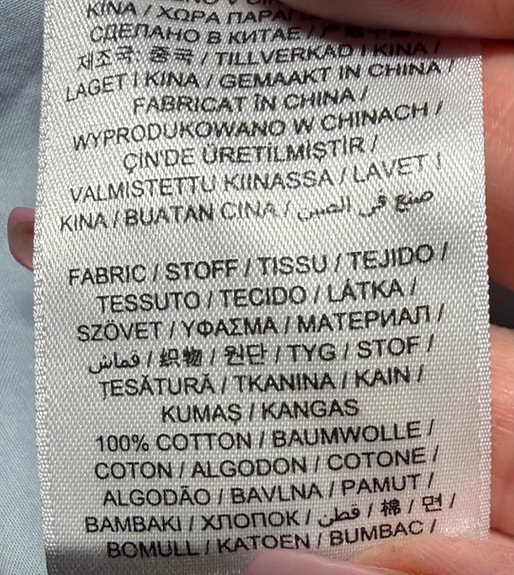 KINA / ΧΩΡΑ
СДЕЛАНО В КИТАЕ /
제조국: 중국 / TILLVERKAD I KINA /
LAGET I KINA / GEMAAKT IN CHINA /
FABRICAT ÎN CHINA /
WYPRODUKOWANO W CHINACH /
ÇİN'DE ÜRETİLMİŞTİR /
VALMISTETTU KIINASSA / LAVET I
KINA / BUATAN CINA / صنع في الصين
FABRIC / STOFF / TISSU / TEJIDO /
TESSUTO / TECIDO / LÁTKA /
SZÖVET / ΥΦΑΣΜΑ / МАТЕРИАЛ /
قماش / 织物 / 원단 / TYG / STOF /
ȚESĂTURĂ / TKANINA / KAIN /
KUMAŞ / KANGAS
100% COTTON / BAUMWOLLE /
COTON / ALGODON / COTONE /
ALGODÃO / BAVLNA / PAMUT /
BAMBAKI / ХЛОПОК / قطن / 棉 / 면 /
BOMULL / KATOEN / BUMBAC /